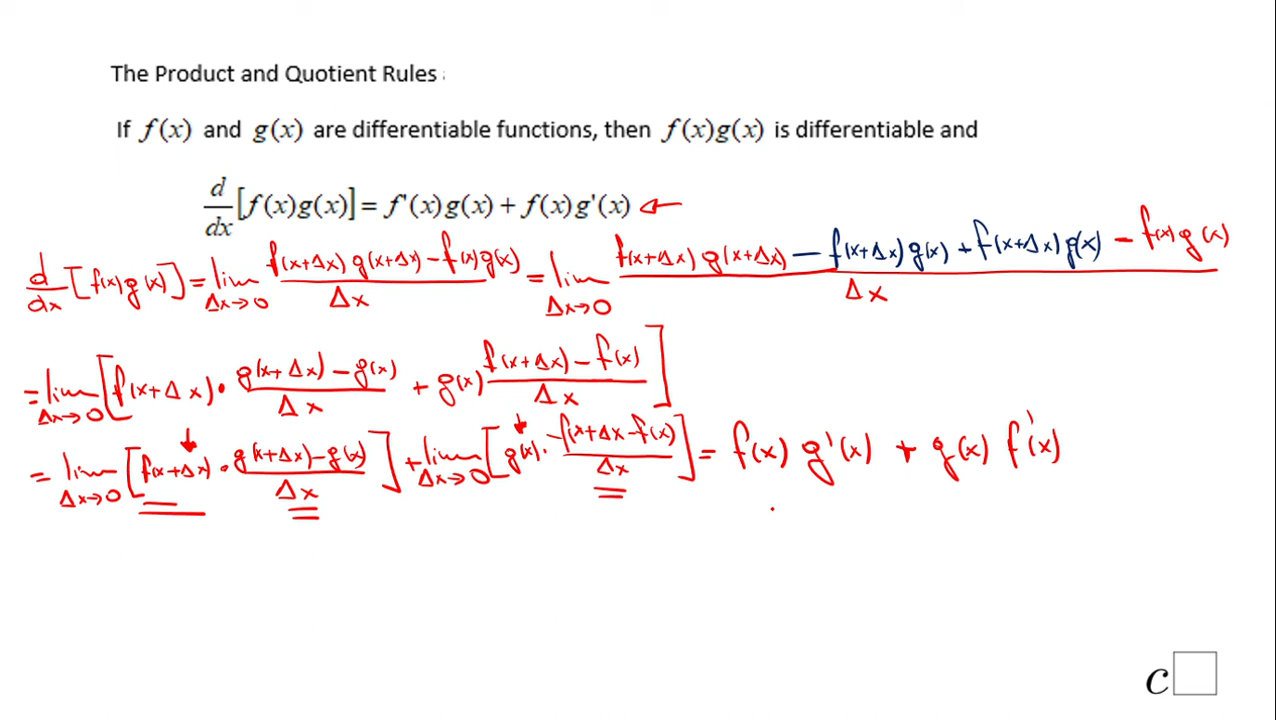 The Product and Quotient Rules :
If f(x) and g(x) are differentiable functions, then f(x)g(x) is differentiable and
d/dx [f(x)g(x)] = f'(x)g(x) + f(x)g'(x) ←
d/dx [f(x)g(x)] = lim Δx→0 (f(x+Δx)g(x+Δx) − f(x)g(x))/Δx = lim Δx→0 (f(x+Δx)g(x+Δx) − f(x+Δx)g(x) + f(x+Δx)g(x) − f(x)g(x))/Δx
= lim Δx→0 [f(x+Δx) · (g(x+Δx) − g(x))/Δx + g(x) (f(x+Δx) − f(x))/Δx]
= lim Δx→0 [f(x+Δx) · (g(x+Δx) − g(x))/Δx] + lim Δx→0 [g(x) · (f(x+Δx − f(x))/Δx] = f(x) g'(x) + g(x) f'(x)
c